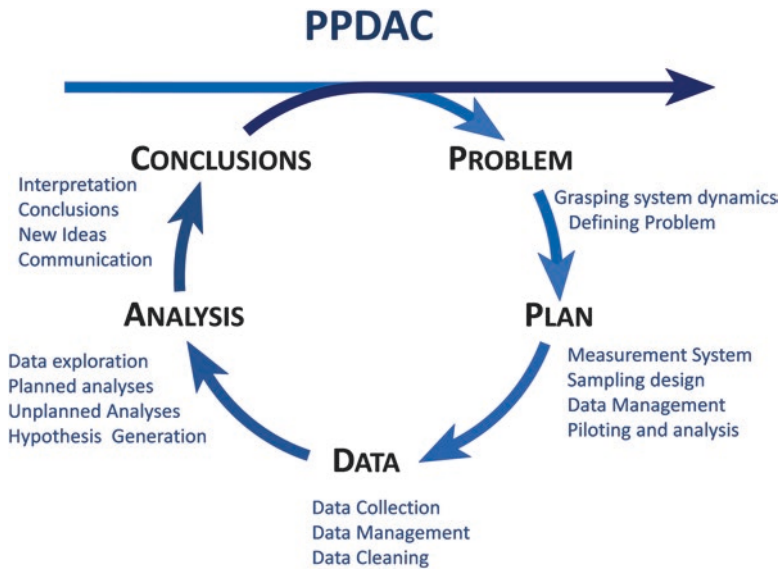 PPDAC
CONCLUSIONS
Interpretation
Conclusions
New Ideas
Communication
PROBLEM
Grasping system dynamics
Defining Problem
PLAN
Measurement System
Sampling design
Data Management
Piloting and analysis
DATA
Data Collection
Data Management
Data Cleaning
ANALYSIS
Data exploration
Planned analyses
Unplanned Analyses
Hypothesis Generation